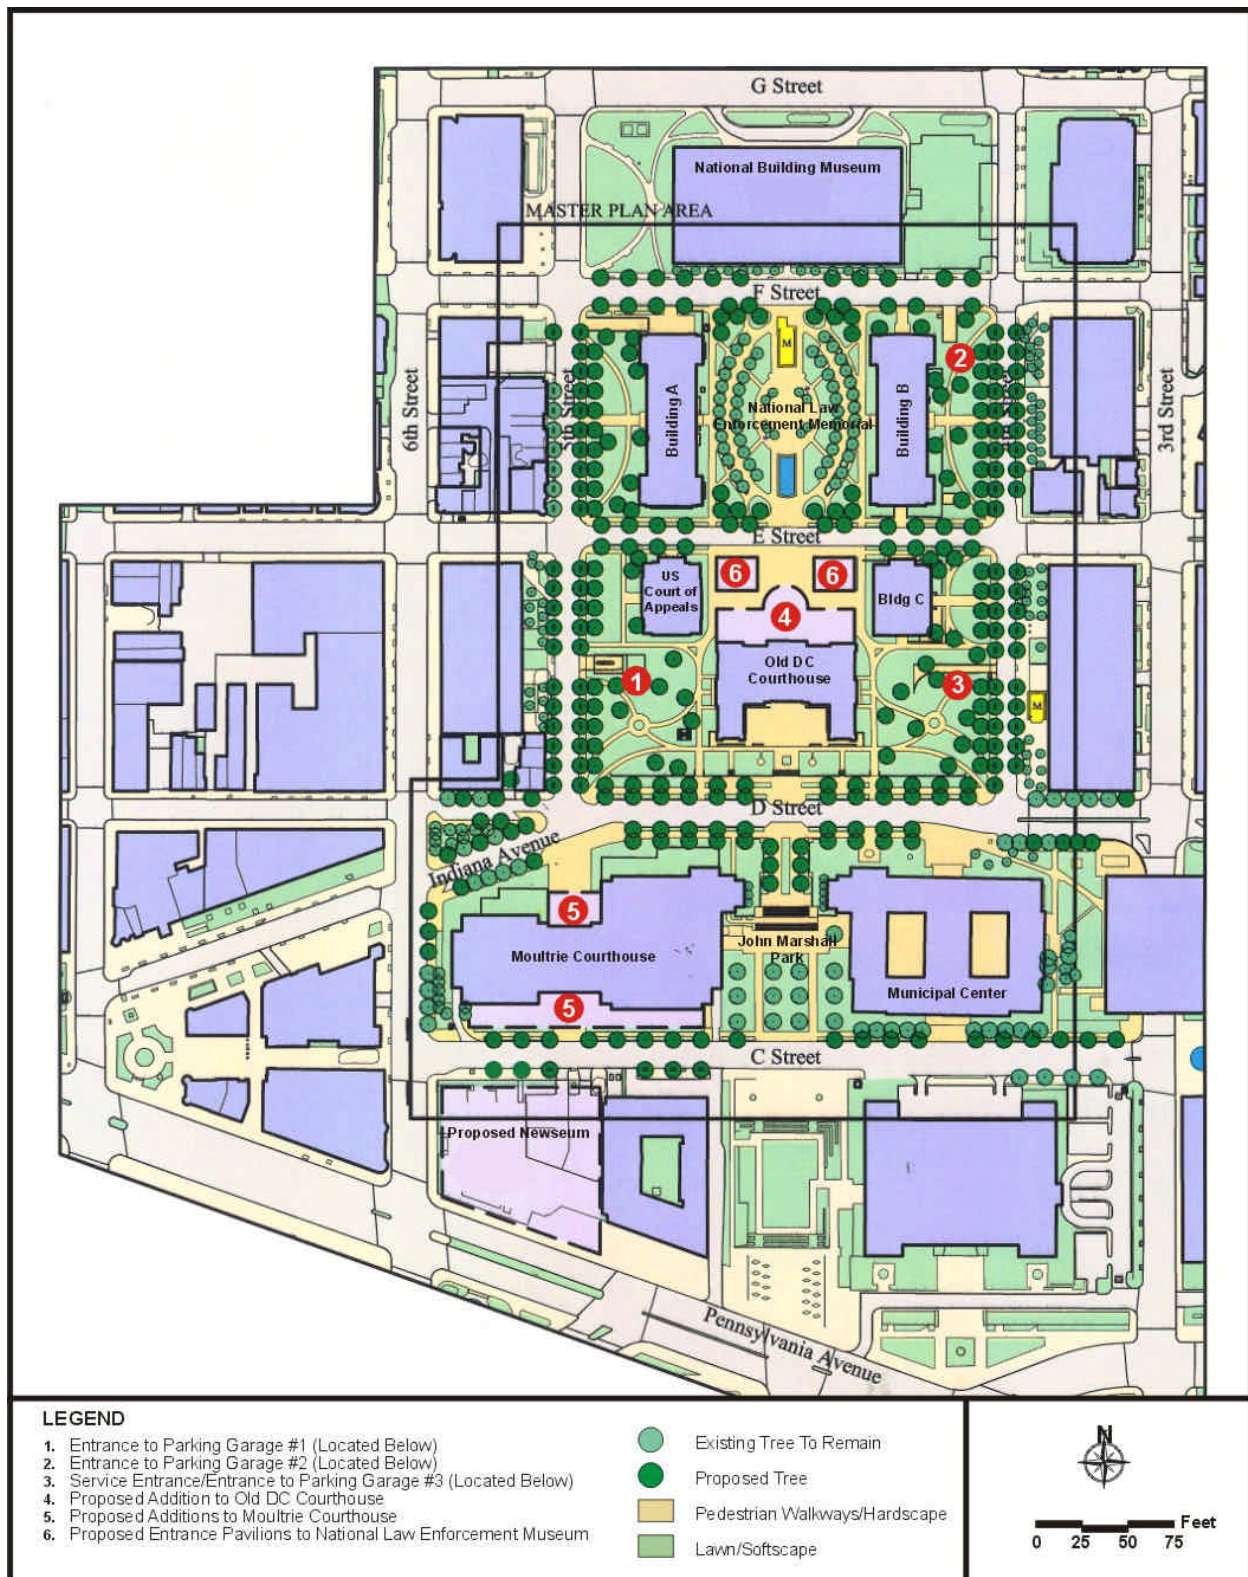 G Street
National Building Museum
MASTER PLAN AREA
F Street
M
2
6th Street
5th Street
Building A
National Law
Enforcement Memorial
Building B
Street
3rd Street
E Street
US
Court of
Appeals
6
6
Bldg C
4
Old DC
Courthouse
1
3
M
D Street
Indiana Avenue
5
Moultrie Courthouse
John Marshall
Park
Municipal Center
5
C Street
Proposed Newseum
Pennsylvania Avenue
LEGEND
1. Entrance to Parking Garage #1 (Located Below)
2. Entrance to Parking Garage #2 (Located Below)
3. Service Entrance/Entrance to Parking Garage #3 (Located Below)
4. Proposed Addition to Old DC Courthouse
5. Proposed Additions to Moultrie Courthouse
6. Proposed Entrance Pavilions to National Law Enforcement Museum
Existing Tree To Remain
Proposed Tree
Pedestrian Walkways/Hardscape
Lawn/Softscape
N
Feet
0 25 50 75